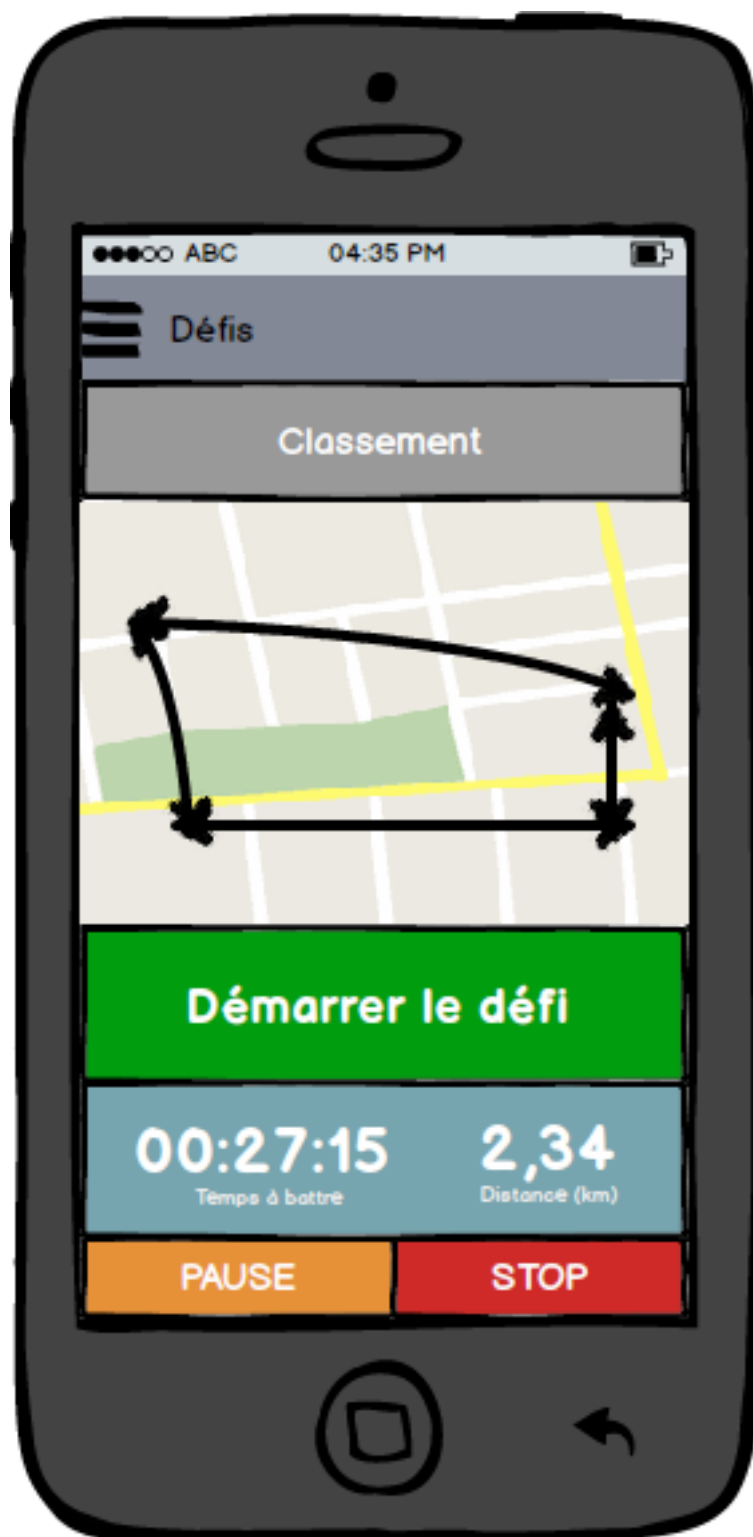 ABC 04:35 PM
Défis
Classement
Démarrer le défi
00:27:15 2,34
Temps à battre Distance (km)
PAUSE STOP